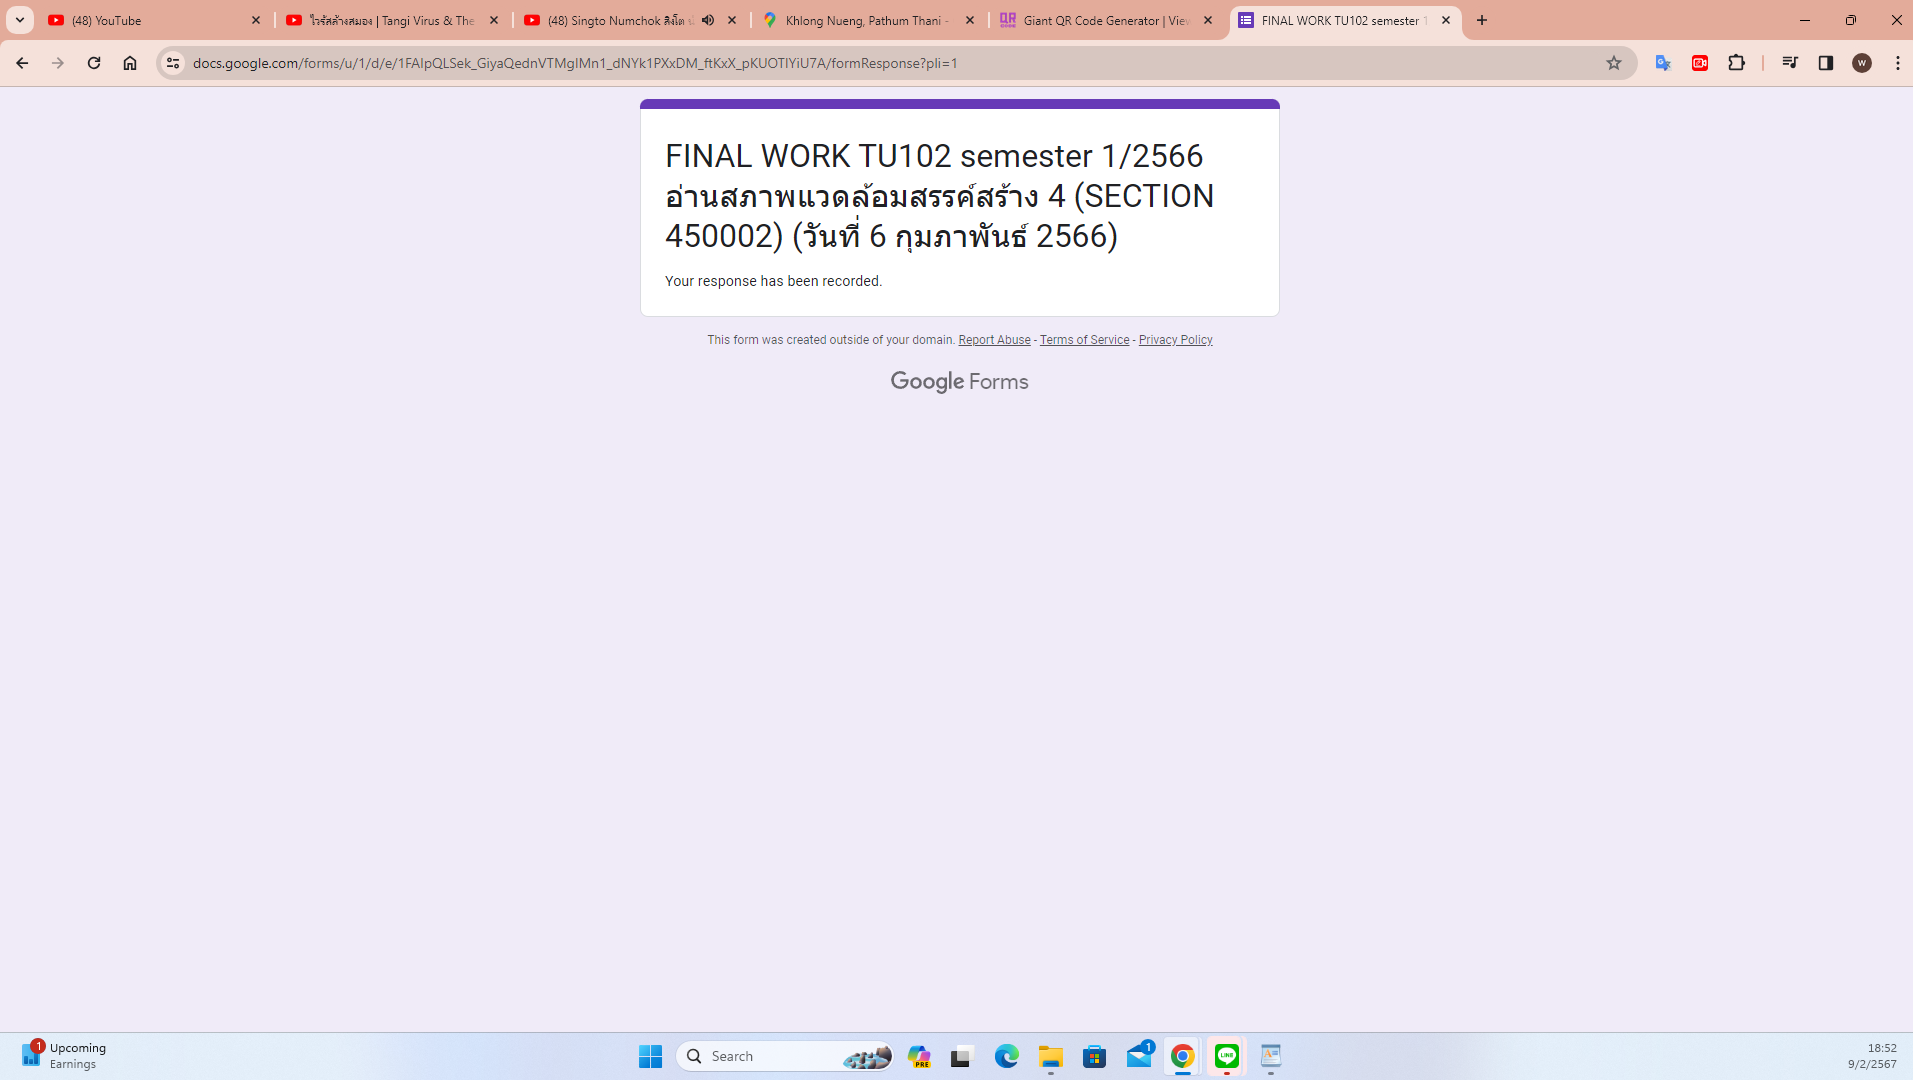 (48) YouTube
ไวรัสล้างสมอง | Tangi Virus & The
(48) Singto Numchok สิงโต
Khlong Nueng, Pathum Thani -
QR Giant QR Code Generator | View
FINAL WORK TU102 semester 1
docs.google.com/forms/u/1/d/e/1FAIpQLSek_GiyaQednVTMglMn1_dNYk1PXxDM_ftKxX_pKUOTlYiU7A/formResponse?pli=1
W
FINAL WORK TU102 semester 1/2566
อ่านสภาพแวดล้อมสรรค์สร้าง 4 (SECTION
450002) (วันที่ 6 กุมภาพันธ์ 2566)
Your response has been recorded.
This form was created outside of your domain. Report Abuse - Terms of Service - Privacy Policy
Google Forms
1
Upcoming
Earnings
Search
PRE
1
LINE
18:52
9/2/2567